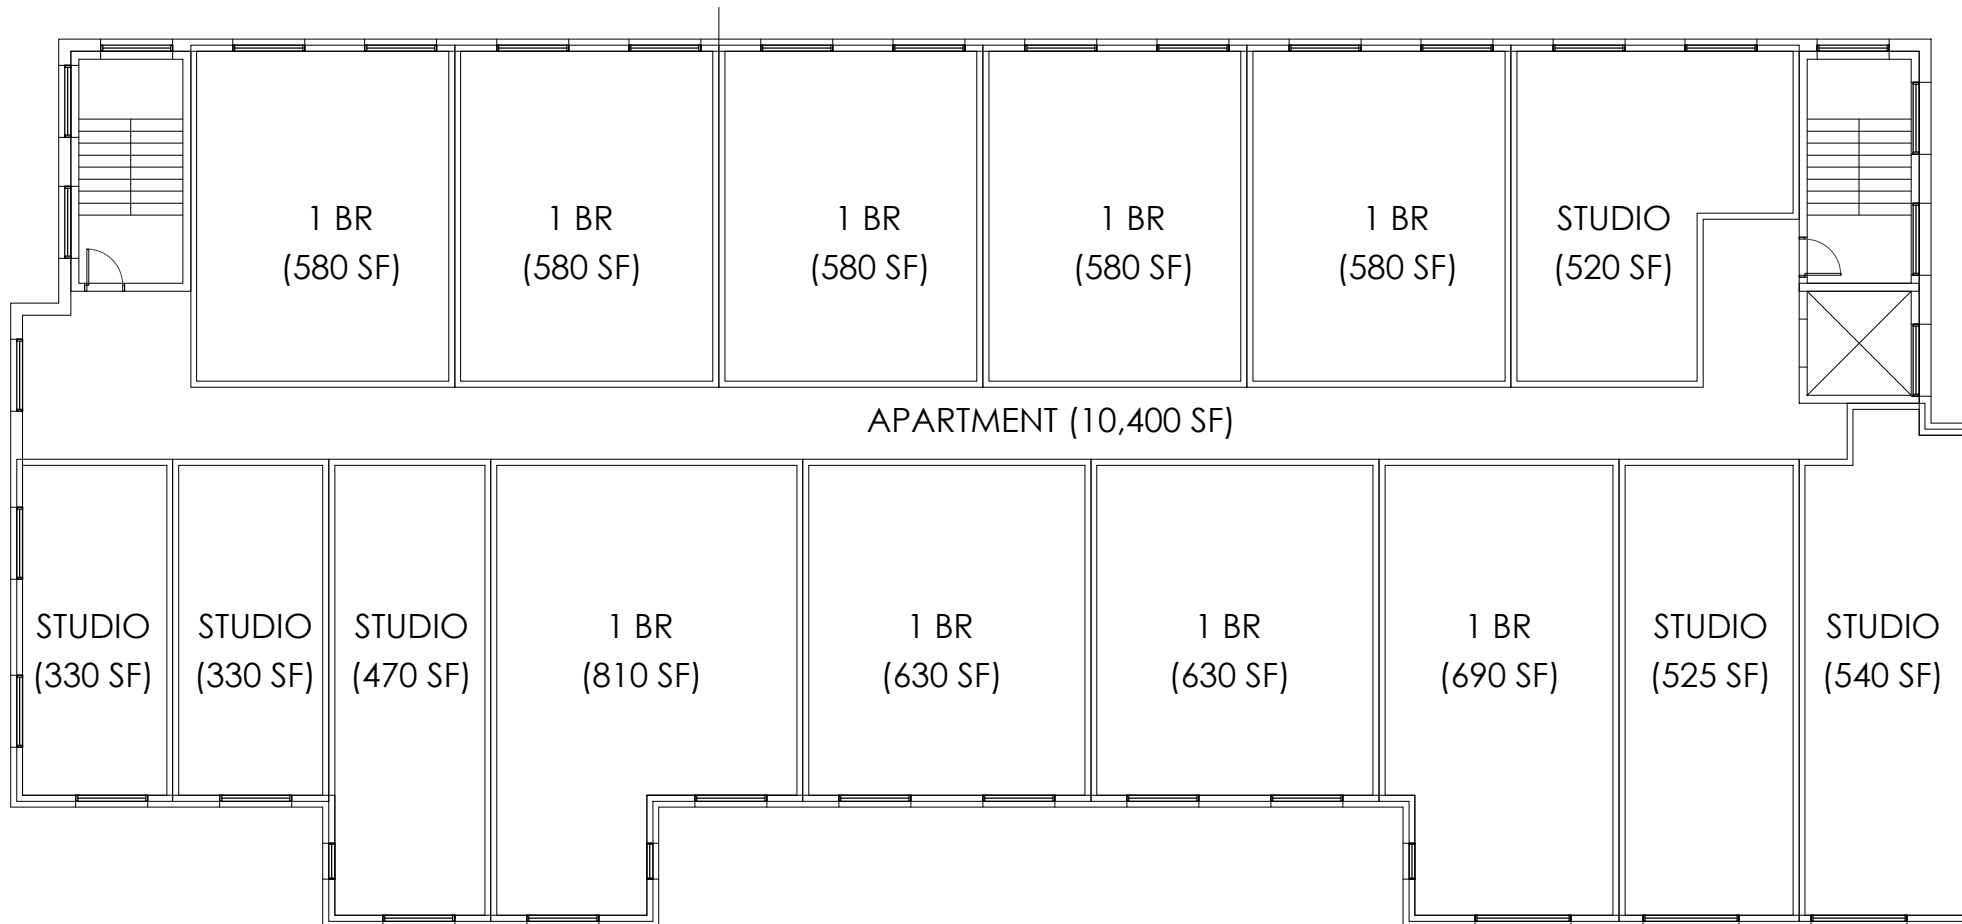 1 BR
(580 SF)
1 BR
(580 SF)
1 BR
(580 SF)
1 BR
(580 SF)
1 BR
(580 SF)
STUDIO
(520 SF)
APARTMENT (10,400 SF)
STUDIO
(330 SF)
STUDIO
(330 SF)
STUDIO
(470 SF)
1 BR
(810 SF)
1 BR
(630 SF)
1 BR
(630 SF)
1 BR
(690 SF)
STUDIO
(525 SF)
STUDIO
(540 SF)